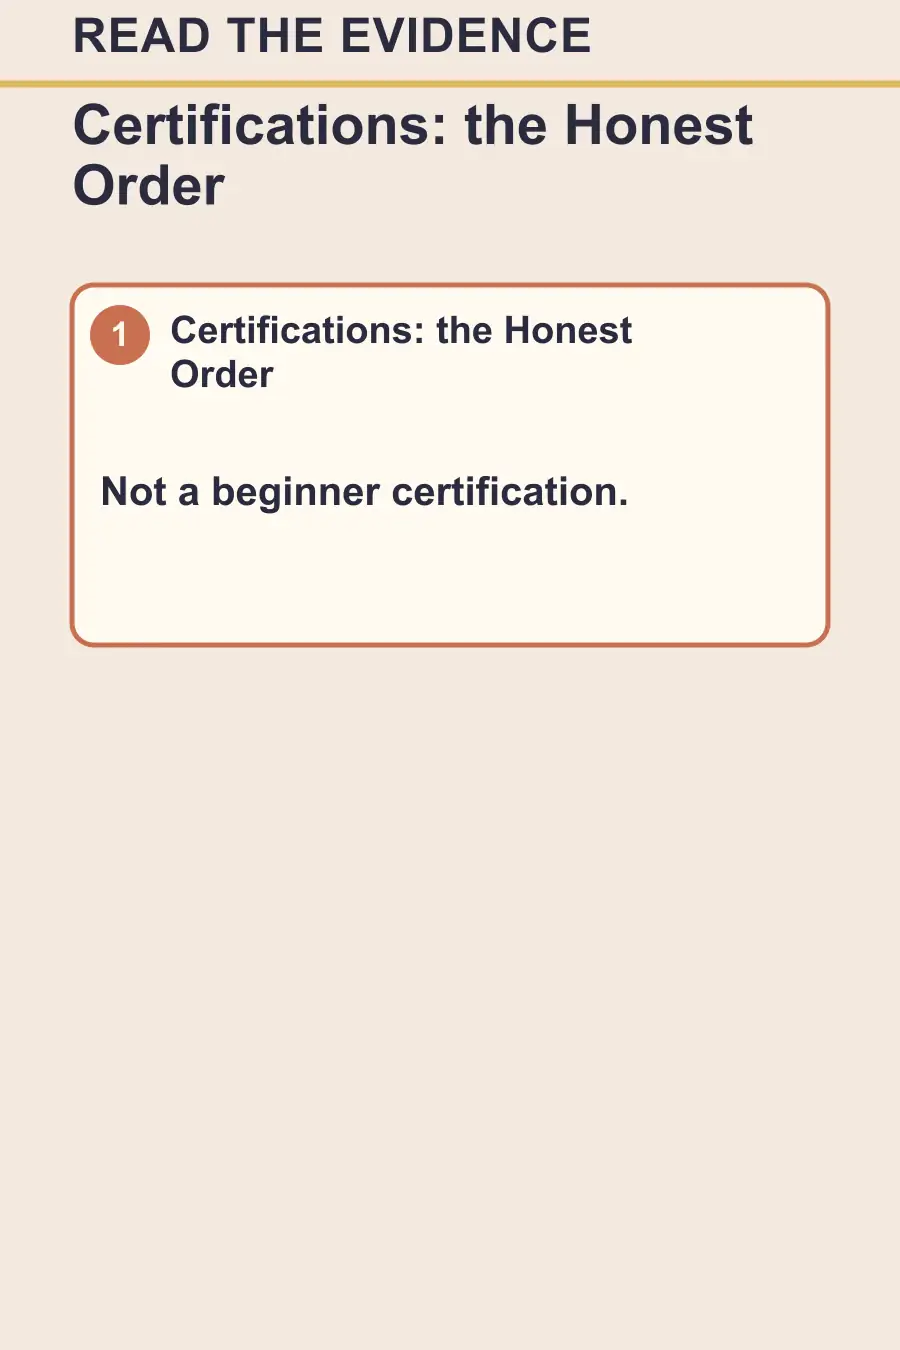 READ THE EVIDENCE
Certifications: the Honest
Order
1
Certifications: the Honest
Order
Not a beginner certification.